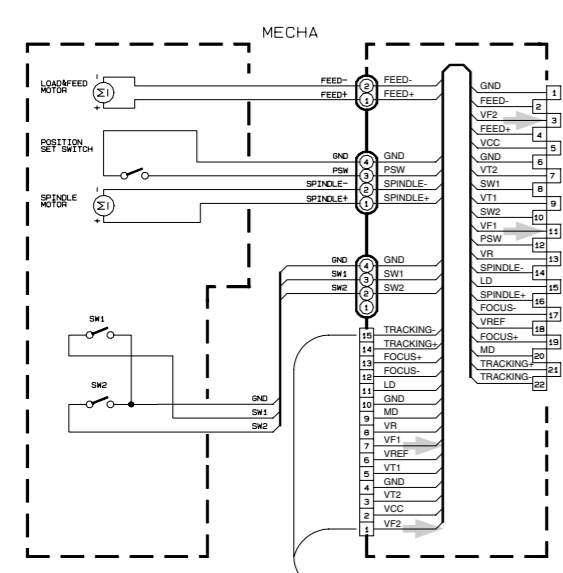 MECHA
LOAD&FEED
MOTOR
FEED- 2 FEED-
FEED+ 1 FEED+
POSITION
SET SWITCH
GND 4 GND
PSW 3 PSW
SPINDLE- 2 SPINDLE-
SPINDLE+ 1 SPINDLE+
SPINDLE
MOTOR
GND 4 GND
SW1 3 SW1
SW2 2 SW2
1
SW1
SW2
GND
SW1
SW2
15 TRACKING-
14 TRACKING+
13 FOCUS+
12 FOCUS-
11 LD
10 GND
9 MD
8 VR
7 VF1
6 VREF
5 VT1
4 GND
3 VT2
2 VCC
1 VF2
GND 1
FEED- 2
VF2 3
FEED+ 4
VCC 5
GND 6
VT2 7
SW1 8
VT1 9
SW2 10
VF1 11
PSW 12
VR 13
SPINDLE- 14
LD 15
SPINDLE+ 16
FOCUS- 17
VREF 18
FOCUS+ 19
MD 20
TRACKING+ 21
TRACKING- 22